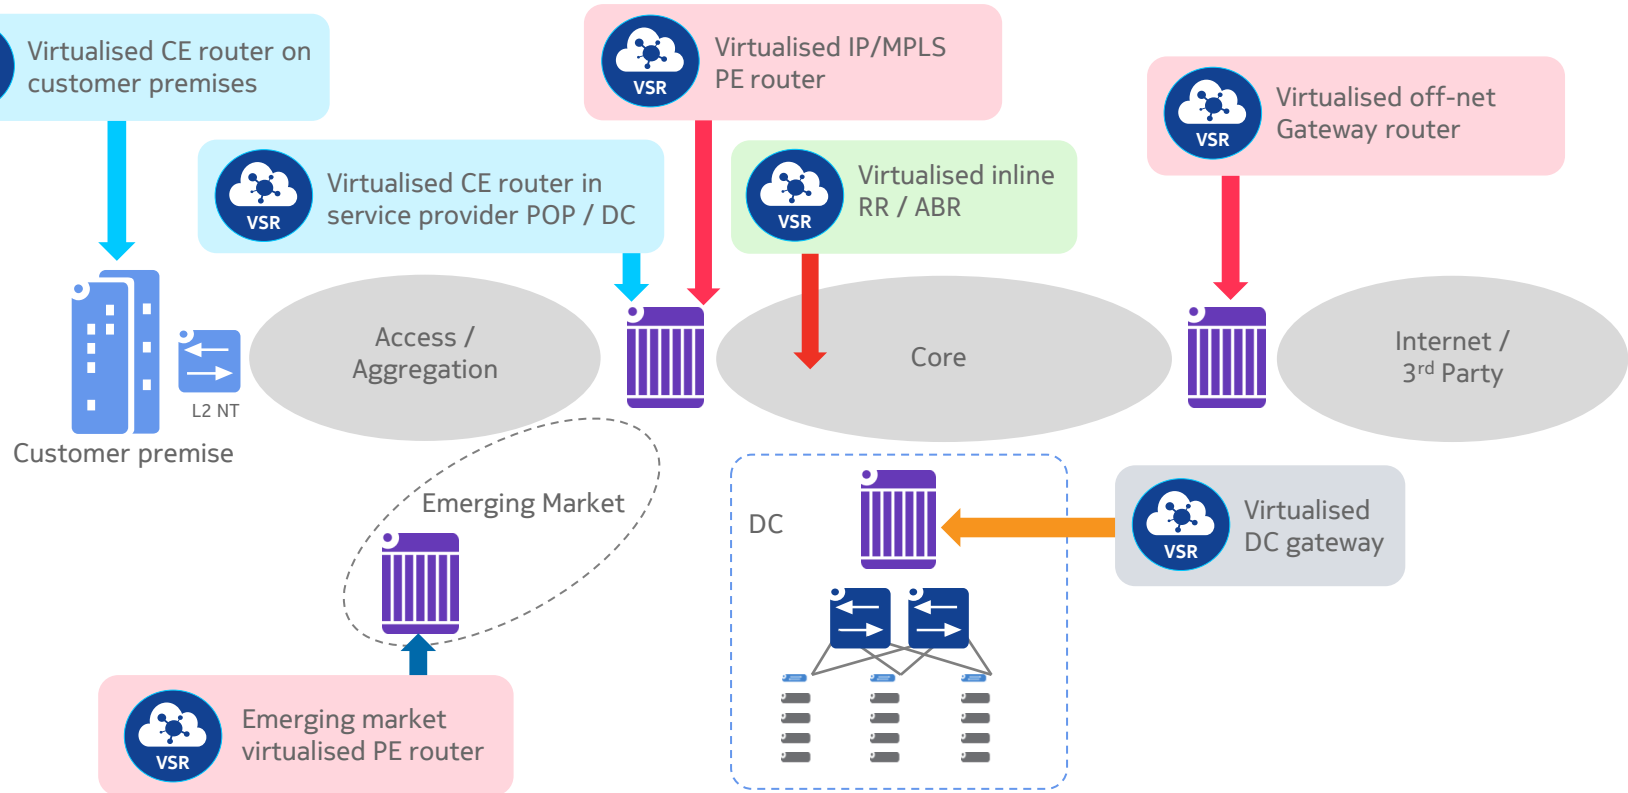 Virtualised CE router on
customer premises
VSR
Virtualised IP/MPLS
PE router
VSR
Virtualised off-net
Gateway router
VSR
Virtualised CE router in
service provider POP / DC
VSR
Virtualised inline
RR / ABR
Access /
Aggregation
Core
Internet /
3rd Party
L2 NT
Customer premise
Emerging Market
DC
VSR
Virtualised
DC gateway
VSR
Emerging market
virtualised PE router